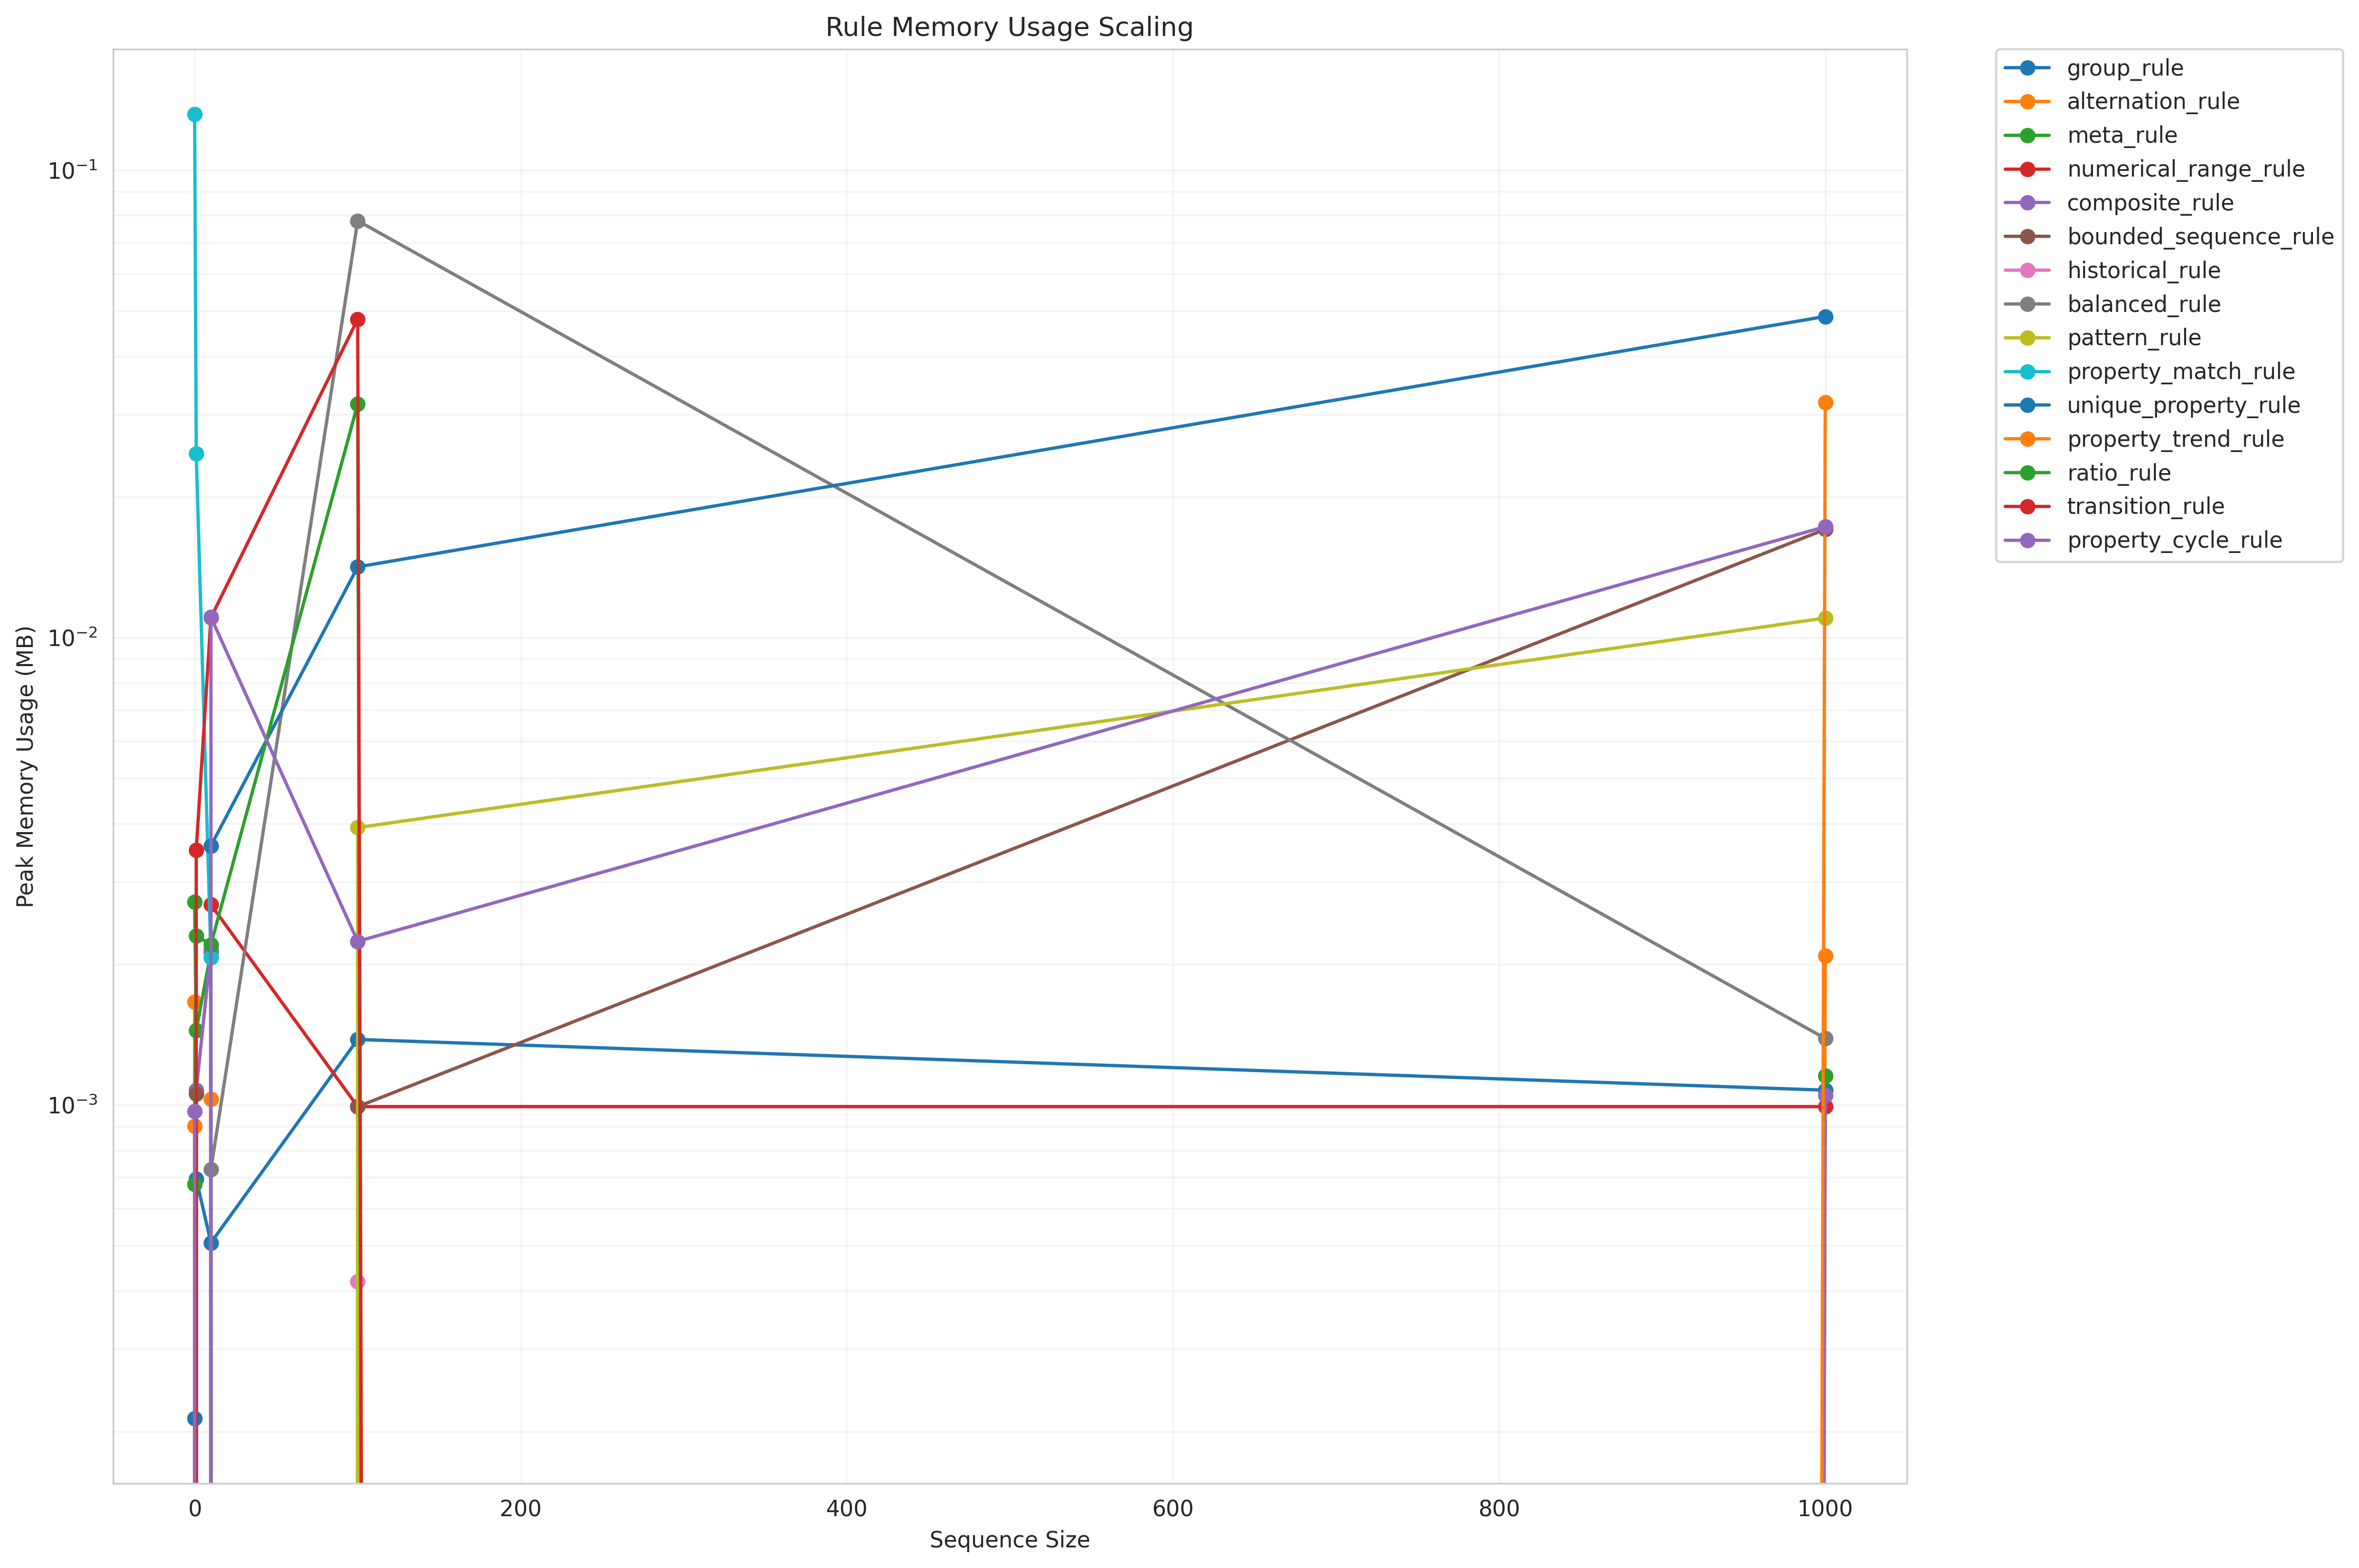 Rule Memory Usage Scaling
group_rule
alternation_rule
meta_rule
numerical_range_rule
composite_rule
bounded_sequence_rule
historical_rule
balanced_rule
pattern_rule
property_match_rule
unique_property_rule
property_trend_rule
ratio_rule
transition_rule
property_cycle_rule
Peak Memory Usage (MB)
10⁻¹
10⁻²
10⁻³
0 200 400 600 800 1000
Sequence Size